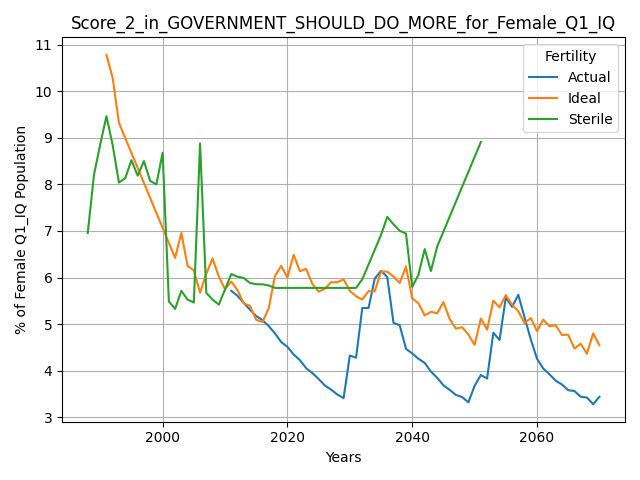 Score_2_in_GOVERNMENT_SHOULD_DO_MORE_for_Female_Q1_IQ
11
10
9
8
7
6
5
4
3
% of Female Q1_IQ Population
Fertility
Actual
Ideal
Sterile
2000
2020
2040
2060
Years